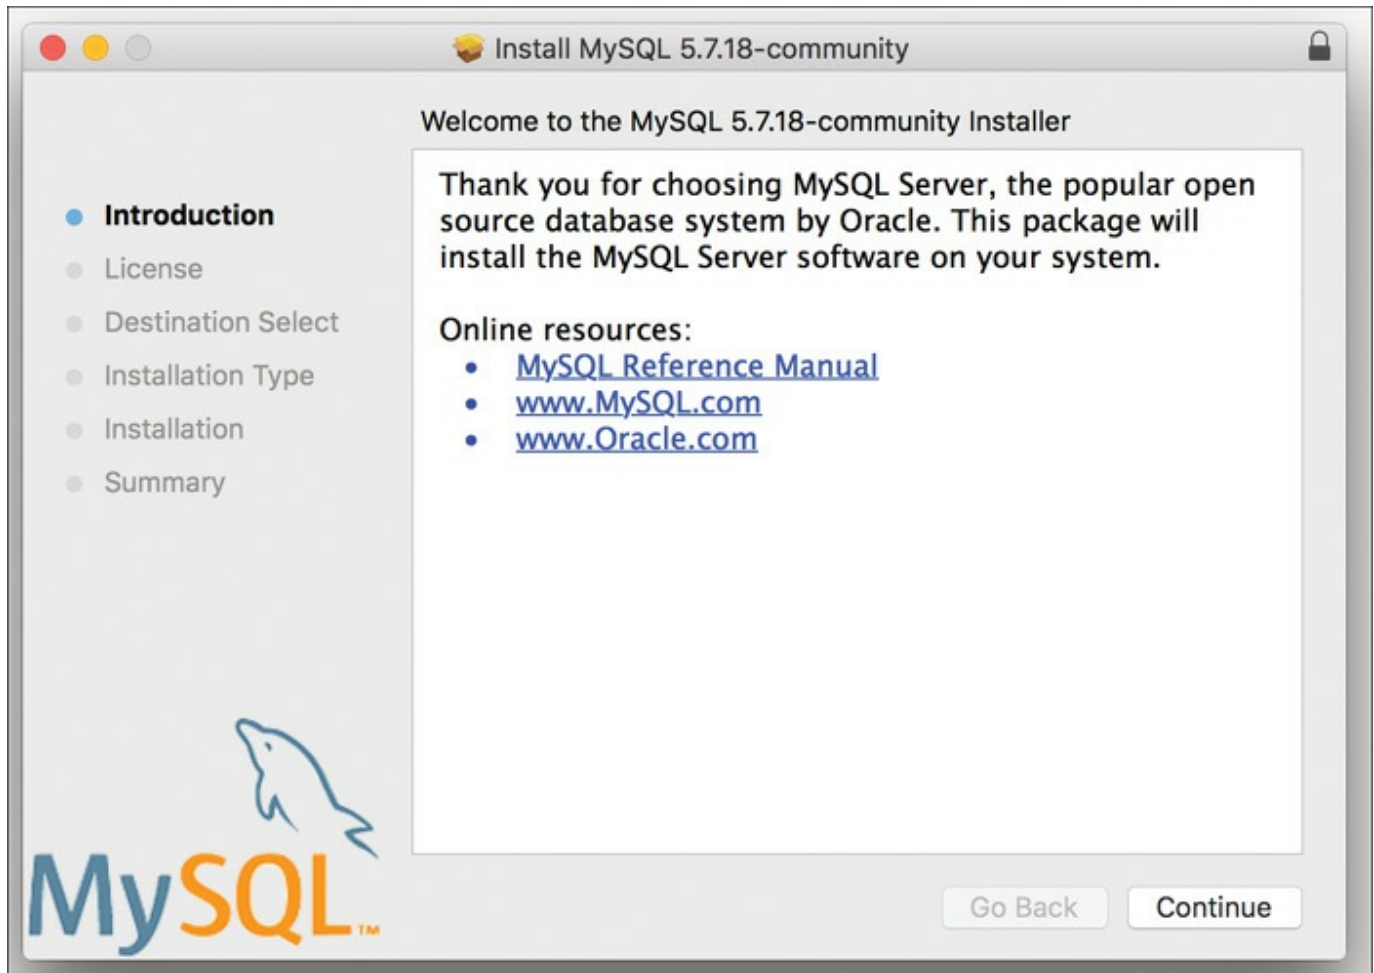 Install MySQL 5.7.18-community
Welcome to the MySQL 5.7.18-community Installer
Introduction
License
Destination Select
Installation Type
Installation
Summary
Thank you for choosing MySQL Server, the popular open
source database system by Oracle. This package will
install the MySQL Server software on your system.
Online resources:
• MySQL Reference Manual
• www.MySQL.com
• www.Oracle.com
MySQL™
Go Back
Continue